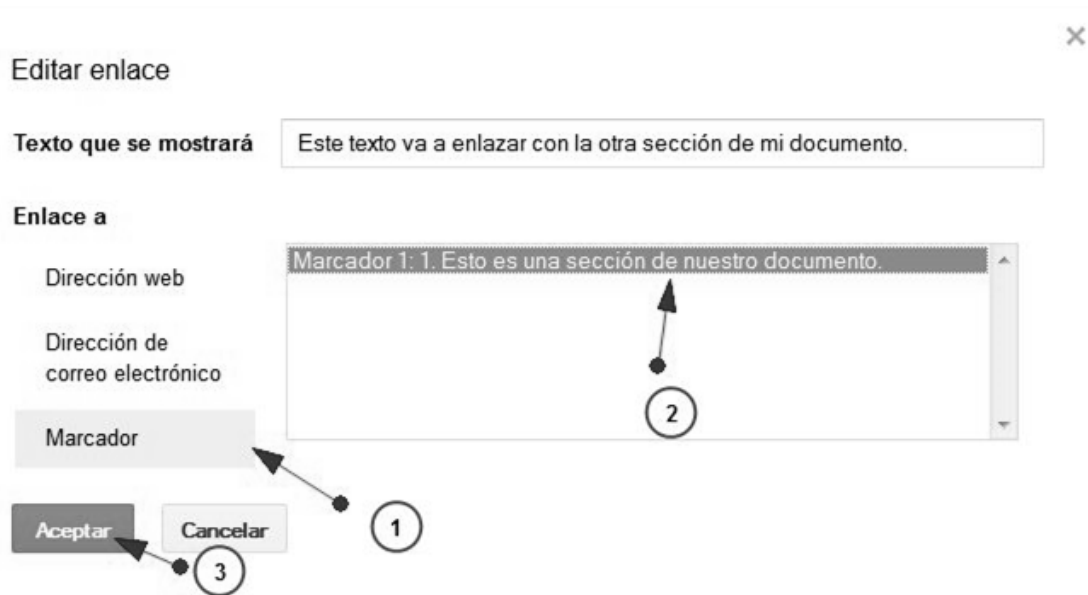 Editar enlace
Texto que se mostrará
Este texto va a enlazar con la otra sección de mi documento.
Enlace a
Dirección web
Marcador 1: 1. Esto es una sección de nuestro documento.
Dirección de
correo electrónico
Marcador
2
1
Aceptar
Cancelar
3